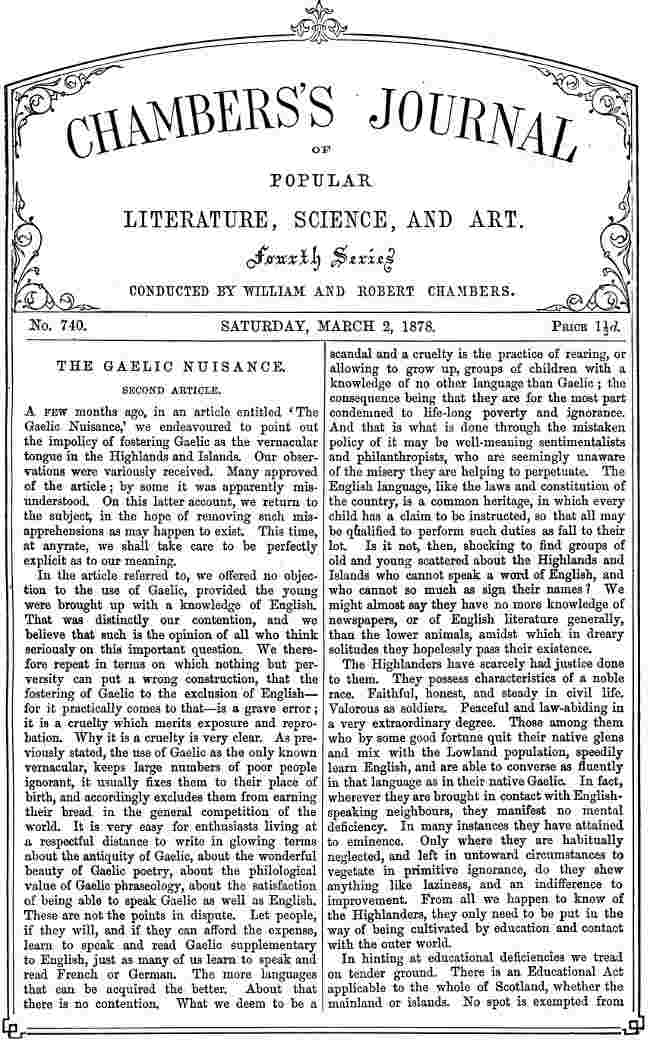 CHAMBERS'S JOURNAL
OF
POPULAR
LITERATURE, SCIENCE, AND ART.
Fourth Series
CONDUCTED BY WILLIAM AND ROBERT CHAMBERS.
No. 740.
SATURDAY, MARCH 2, 1878.
PRICE 1½d.
THE GAELIC NUISANCE.
SECOND ARTICLE.
A FEW months ago, in an article entitled ‘The
Gaelic Nuisance,’ we endeavoured to point out
the impolicy of fostering Gaelic as the vernacular
tongue in the Highlands and Islands. Our obser-
vations were variously received. Many approved
of the article; by some it was apparently mis-
understood. On this latter account, we return to
the subject, in the hope of removing such mis-
apprehensions as may happen to exist. This time,
at anyrate, we shall take care to be perfectly
explicit as to our meaning.
In the article referred to, we offered no objec-
tion to the use of Gaelic, provided the young
were brought up with a knowledge of English.
That was distinctly our contention, and we
believe that such is the opinion of all who think
seriously on this important question. We there-
fore repeat in terms on which nothing but per-
versity can put a wrong construction, that the
fostering of Gaelic to the exclusion of English—
for it practically comes to that—is a grave error;
it is a cruelty which merits exposure and repro-
bation. Why it is a cruelty is very clear. As pre-
viously stated, the use of Gaelic as the only known
vernacular, keeps large numbers of poor people
ignorant, it usually fixes them to their place of
birth, and accordingly excludes them from earning
their bread in the general competition of the
world. It is very easy for enthusiasts living at
a respectful distance to write in glowing terms
about the antiquity of Gaelic, about the wonderful
beauty of Gaelic poetry, about the philological
value of Gaelic phraseology, about the satisfaction
of being able to speak Gaelic as well as English.
These are not the points in dispute. Let people,
if they will, and if they can afford the expense,
learn to speak and read Gaelic supplementary
to English, just as many of us learn to speak and
read French or German. The more languages
that can be acquired the better. About that
there is no contention. What we deem to be a
scandal and a cruelty is the practice of rearing, or
allowing to grow up, groups of children with a
knowledge of no other language than Gaelic; the
consequence being that they are for the most part
condemned to life-long poverty and ignorance.
And that is what is done through the mistaken
policy of it may be well-meaning sentimentalists
and philanthropists, who are seemingly unaware
of the misery they are helping to perpetuate. The
English language, like the laws and constitution of
the country, is a common heritage, in which every
child has a claim to be instructed, so that all may
be qualified to perform such duties as fall to their
lot. Is it not, then, shocking to find groups of
old and young scattered about the Highlands and
Islands who cannot speak a word of English, and
who cannot so much as sign their names? We
might almost say they have no more knowledge of
newspapers, or of English literature generally,
than the lower animals, amidst which in dreary
solitudes they hopelessly pass their existence.
The Highlanders have scarcely had justice done
to them. They possess characteristics of a noble
race. Faithful, honest, and steady in civil life.
Valorous as soldiers. Peaceful and law-abiding in
a very extraordinary degree. Those among them
who by some good fortune quit their native glens
and mix with the Lowland population, speedily
learn English, and are able to converse as fluently
in that language as in their native Gaelic. In fact,
wherever they are brought in contact with English-
speaking neighbours, they manifest no mental
deficiency. In many instances they have attained
to eminence. Only where they are habitually
neglected, and left in untoward circumstances to
vegetate in primitive ignorance, do they shew
anything like laziness, and an indifference to
improvement. From all we happen to know of
the Highlanders, they only need to be put in the
way of being cultivated by education and contact
with the outer world.
In hinting at educational deficiencies we tread
on tender ground. There is an Educational Act
applicable to the whole of Scotland, whether the
mainland or islands. No spot is exempted from